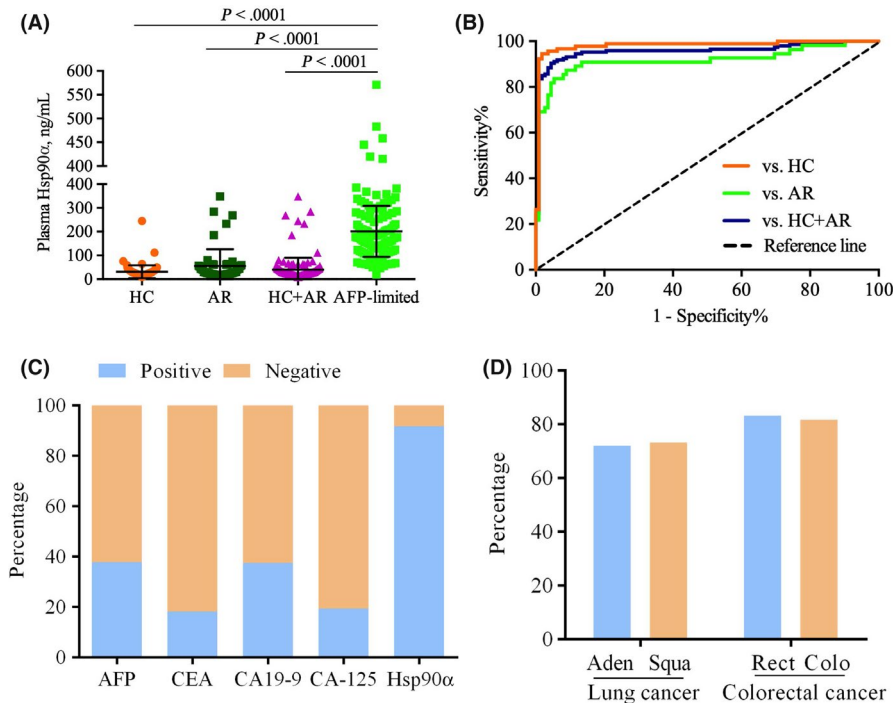 (A)
P < .0001
P < .0001
P < .0001
Plasma Hsp90α, ng/mL
600
550
500
450
400
400
300
200
100
0
HC AR HC+AR AFP-limited
(B)
Sensitivity%
100
80
60
40
20
0
vs. HC
vs. AR
vs. HC+AR
Reference line
0 20 40 60 80 100
1 - Specificity%
(C)
Positive Negative
Percentage
100
80
60
40
20
0
AFP CEA CA19-9 CA-125 Hsp90α
(D)
Percentage
100
80
60
40
20
0
Aden Squa Rect Colo
Lung cancer Colorectal cancer